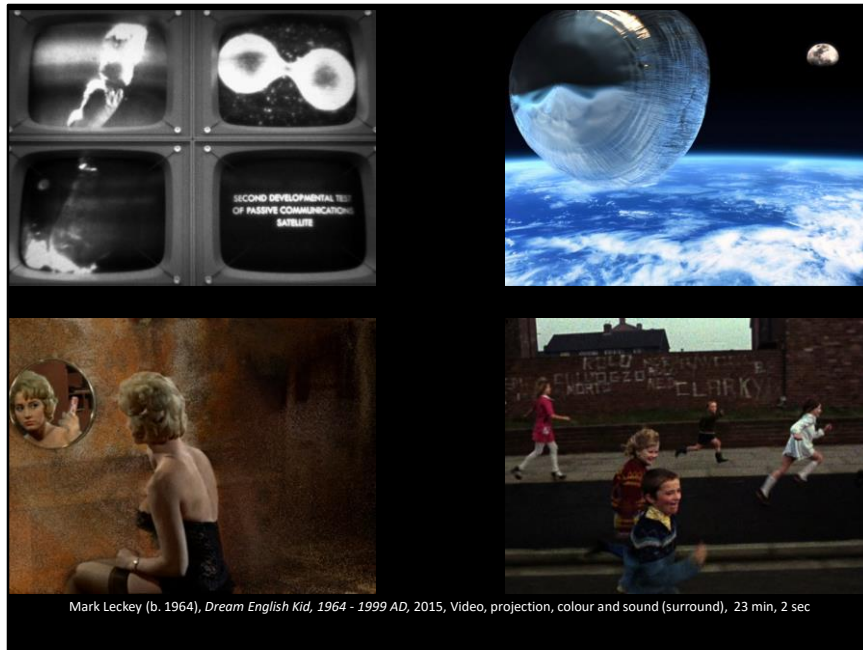 SECOND DEVELOPMENTAL TEST
OF PASSIVE COMMUNICATIONS
SATELLITE
CLARKY
Mark Leckey (b. 1964), Dream English Kid, 1964 - 1999 AD, 2015, Video, projection, colour and sound (surround), 23 min, 2 sec